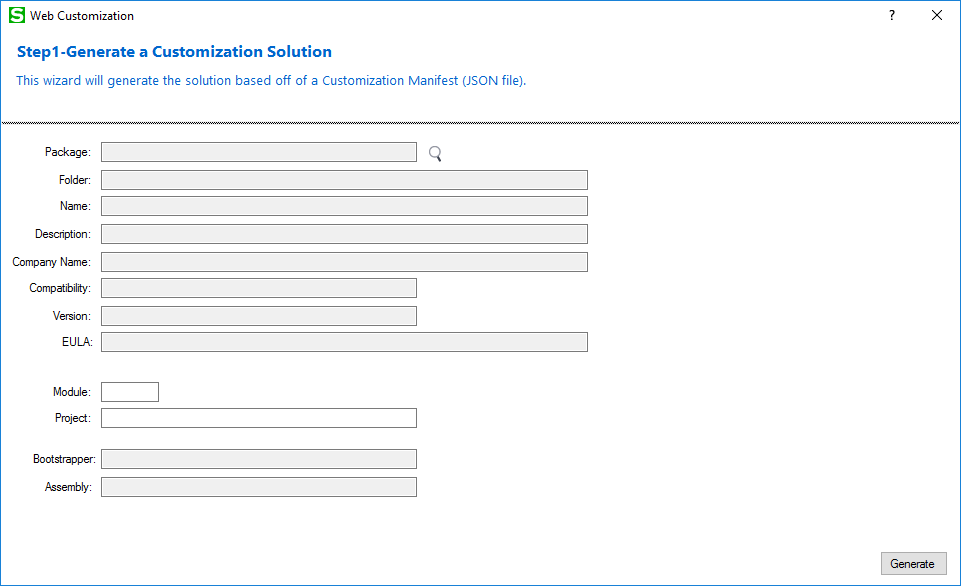 S Web Customization ?
Step1-Generate a Customization Solution
This wizard will generate the solution based off of a Customization Manifest (JSON file).
Package:
Folder:
Name:
Description:
Company Name:
Compatibility:
Version:
EULA:
Module:
Project:
Bootstrapper:
Assembly:
Generate